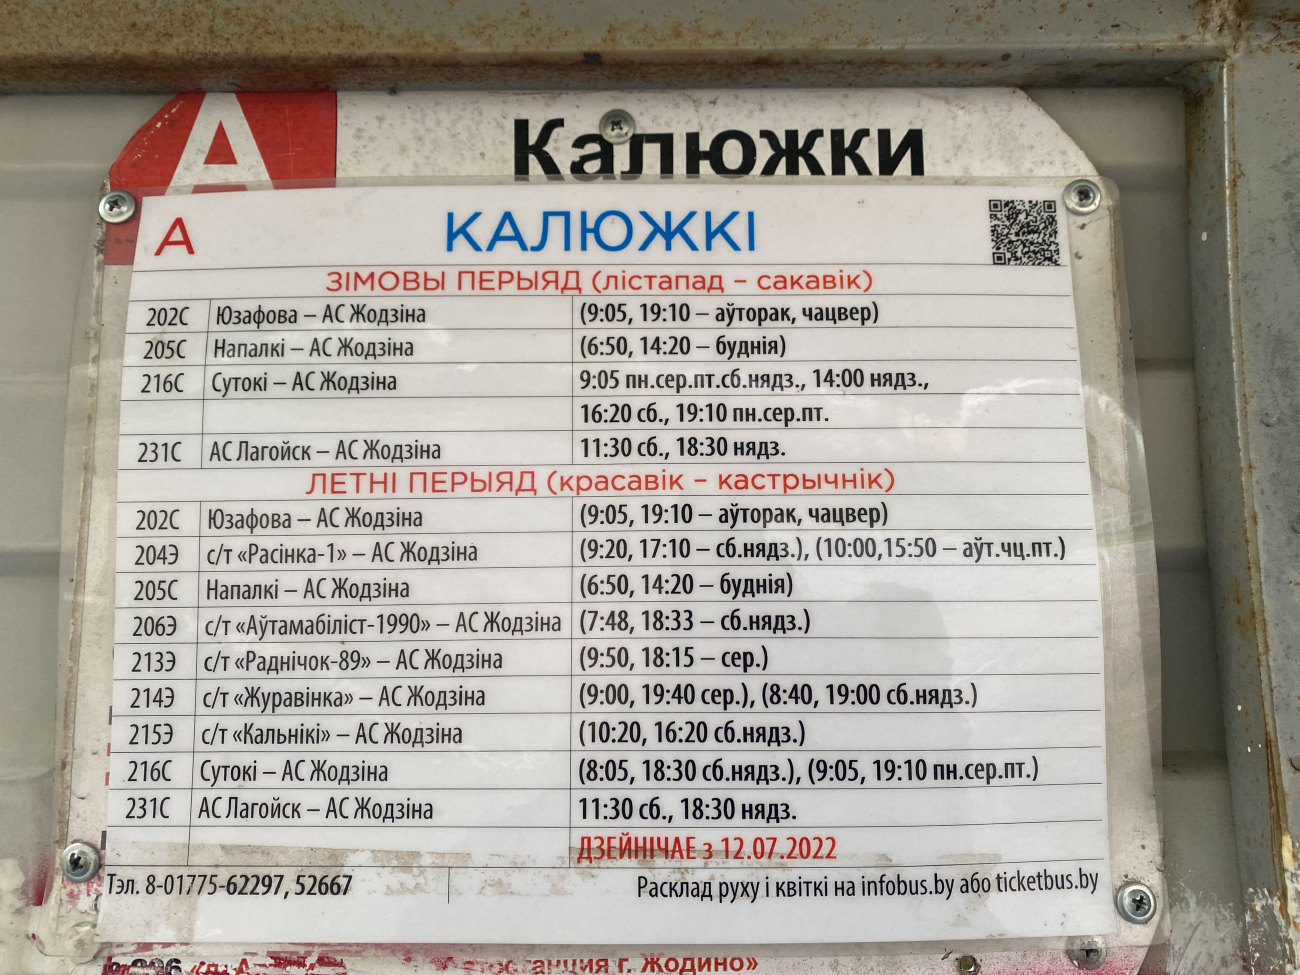 А
Калюжки
А КАЛЮЖКІ
ЗІМОВЫ ПЕРЫЯД (лістапад – сакавік)
202С Юзафова – АС Жодзіна (9:05, 19:10 – аўторак, чацвер)
205С Напалкі – АС Жодзіна (6:50, 14:20 – буднія)
216С Сутокі – АС Жодзіна 9:05 пн.сер.пт.сб.нядз., 14:00 нядз.,
16:20 сб., 19:10 пн.сер.пт.
231С АС Лагойск – АС Жодзіна 11:30 сб., 18:30 нядз.
ЛЕТНІ ПЕРЫЯД (красавік – кастрычнік)
202С Юзафова – АС Жодзіна (9:05, 19:10 – аўторак, чацвер)
204Э с/т «Расінка-1» – АС Жодзіна (9:20, 17:10 – сб.нядз.), (10:00,15:50 – аўт.чц.пт.)
205С Напалкі – АС Жодзіна (6:50, 14:20 – буднія)
206Э с/т «Аўтамабіліст-1990» – АС Жодзіна (7:48, 18:33 – сб.нядз.)
213Э с/т «Раднічок-89» – АС Жодзіна (9:50, 18:15 – сер.)
214Э с/т «Журавінка» – АС Жодзіна (9:00, 19:40 сер.), (8:40, 19:00 сб.нядз.)
215Э с/т «Кальнікі» – АС Жодзіна (10:20, 16:20 сб.нядз.)
216С Сутокі – АС Жодзіна (8:05, 18:30 сб.нядз.), (9:05, 19:10 пн.сер.пт.)
231С АС Лагойск – АС Жодзіна 11:30 сб., 18:30 нядз.
ДЗЕЙНІЧАЕ з 12.07.2022
Тэл. 8-01775-62297, 52667 Расклад руху і квіткі на infobus.by або ticketbus.by
г. Жодино»